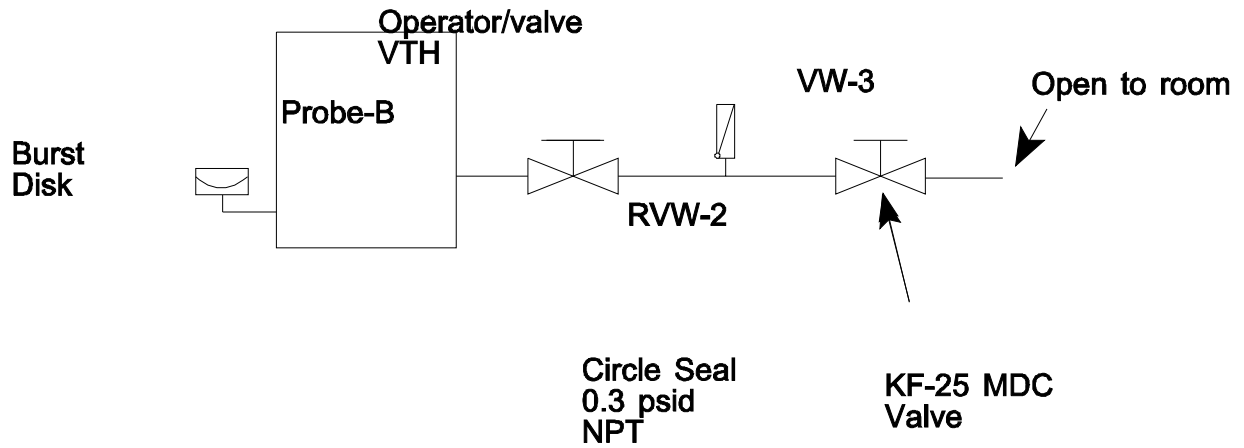 Operator/valve
VTH
Probe-B
Burst
Disk
VW-3
Open to room
RVW-2
Circle Seal
0.3 psid
NPT
KF-25 MDC
Valve